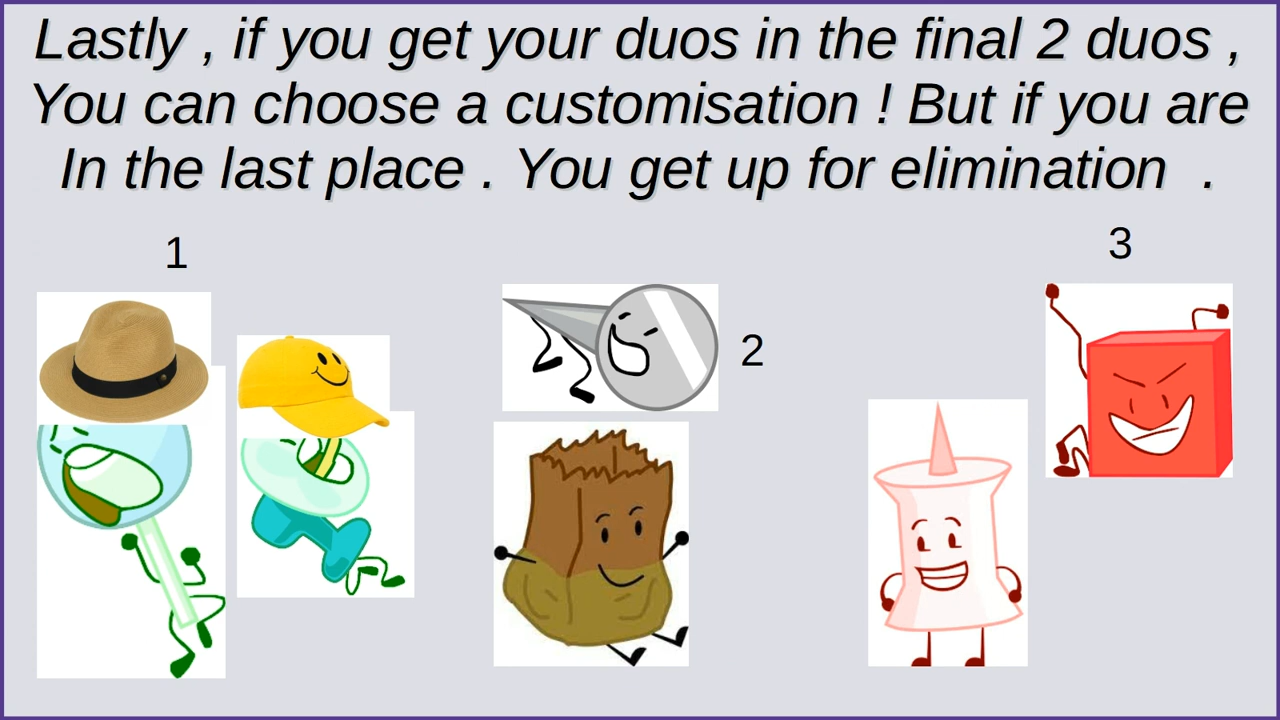 Lastly , if you get your duos in the final 2 duos ,
You can choose a customisation ! But if you are
In the last place . You get up for elimination .
1
2
3